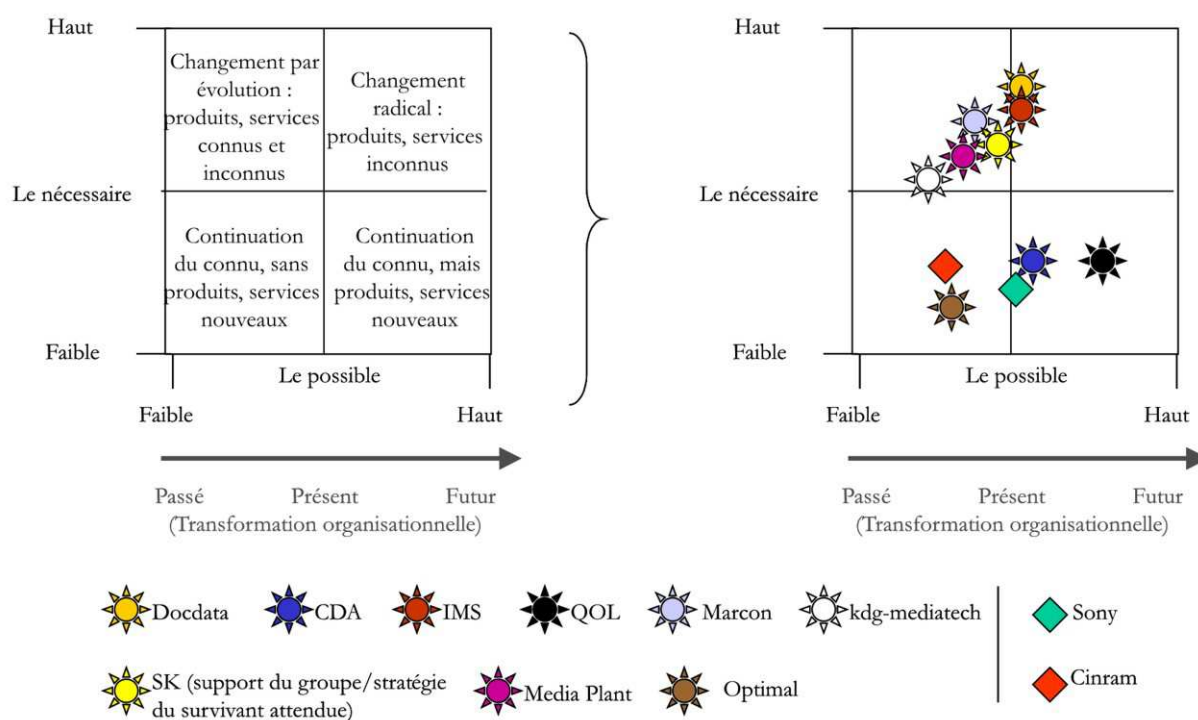 Haut
Changement par
évolution :
produits, services
connus et
inconnus
Changement
radical :
produits, services
inconnus
Le nécessaire
Continuation
du connu, sans
produits, services
nouveaux
Continuation
du connu, mais
produits, services
nouveaux
Faible
Le possible
Faible
Haut
Passé
Présent
Futur
(Transformation organisationnelle)
Haut
Le nécessaire
Faible
Le possible
Faible
Haut
Passé
Présent
Futur
(Transformation organisationnelle)
Docdata
CDA
IMS
QOL
Marcon
kdg-mediatech
Sony
SK (support du groupe/stratégie
du survivant attendue)
Media Plant
Optimal
Cinram